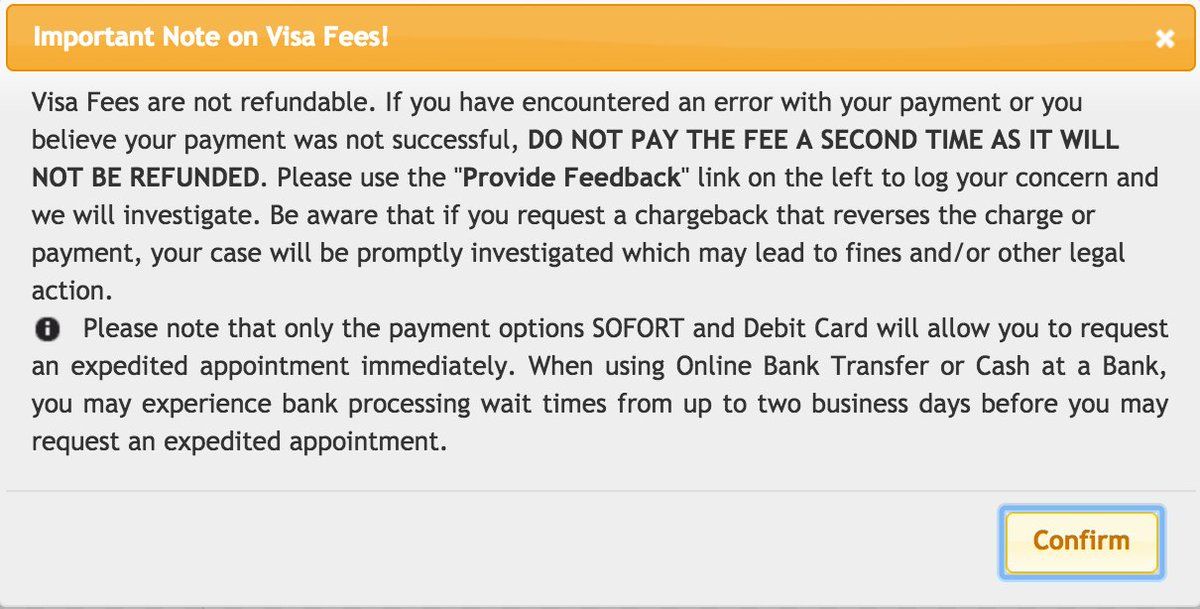 Important Note on Visa Fees!
Visa Fees are not refundable. If you have encountered an error with your payment or you
believe your payment was not successful, DO NOT PAY THE FEE A SECOND TIME AS IT WILL
NOT BE REFUNDED. Please use the "Provide Feedback" link on the left to log your concern and
we will investigate. Be aware that if you request a chargeback that reverses the charge or
payment, your case will be promptly investigated which may lead to fines and/or other legal
action.
Please note that only the payment options SOFORT and Debit Card will allow you to request
an expedited appointment immediately. When using Online Bank Transfer or Cash at a Bank,
you may experience bank processing wait times from up to two business days before you may
request an expedited appointment.
Confirm